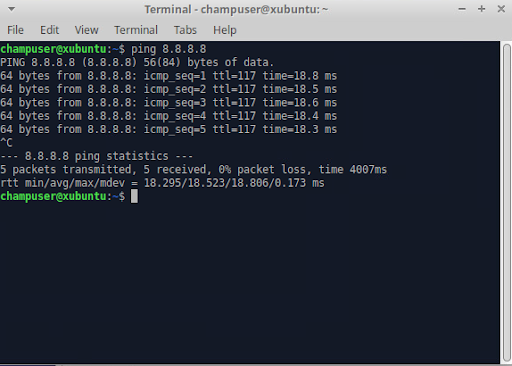 Terminal - champuser@xubuntu: ~
File Edit View Terminal Tabs Help
champuser@xubuntu:~$ ping 8.8.8.8
PING 8.8.8.8 (8.8.8.8) 56(84) bytes of data.
64 bytes from 8.8.8.8: icmp_seq=1 ttl=117 time=18.8 ms
64 bytes from 8.8.8.8: icmp_seq=2 ttl=117 time=18.5 ms
64 bytes from 8.8.8.8: icmp_seq=3 ttl=117 time=18.6 ms
64 bytes from 8.8.8.8: icmp_seq=4 ttl=117 time=18.4 ms
64 bytes from 8.8.8.8: icmp_seq=5 ttl=117 time=18.3 ms
^C
--- 8.8.8.8 ping statistics ---
5 packets transmitted, 5 received, 0% packet loss, time 4007ms
rtt min/avg/max/mdev = 18.295/18.523/18.806/0.173 ms
champuser@xubuntu:~$